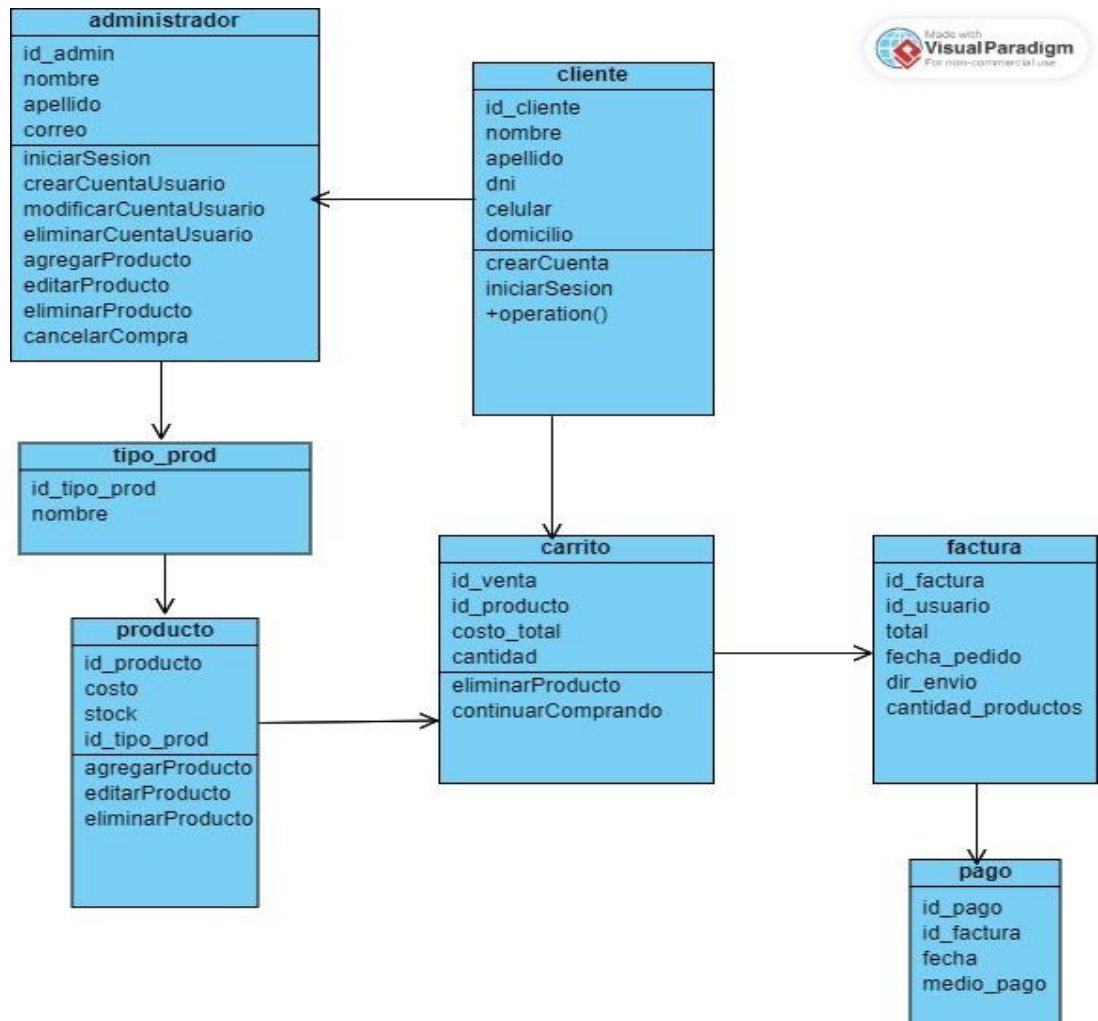 administrador
id_admin
nombre
apellido
correo
iniciarSesion
crearCuentaUsuario
modificarCuentaUsuario
eliminarCuentaUsuario
agregarProducto
editarProducto
eliminarProducto
cancelarCompra
Made with
Visual Paradigm
For non-commercial use
cliente
id_cliente
nombre
apellido
dni
celular
domicilio
crearCuenta
iniciarSesion
+operation()
tipo_prod
id_tipo_prod
nombre
producto
id_producto
costo
stock
id_tipo_prod
agregarProducto
editarProducto
eliminarProducto
carrito
id_venta
id_producto
costo_total
cantidad
eliminarProducto
continuarComprando
factura
id_factura
id_usuario
total
fecha_pedido
dir_envio
cantidad_productos
pago
id_pago
id_factura
fecha
medio_pago